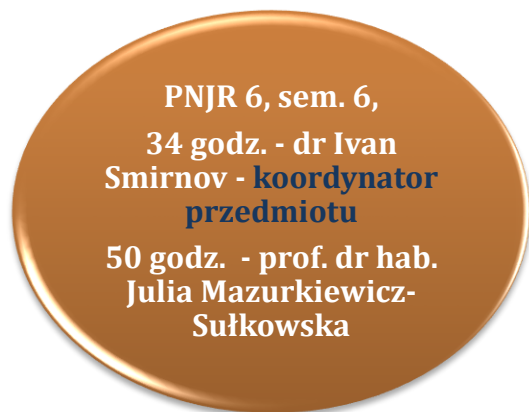 PNJR 6, sem. 6,
34 godz. - dr Ivan
Smirnov - koordynator
przedmiotu
50 godz. - prof. dr hab.
Julia Mazurkiewicz-
Sułkowska